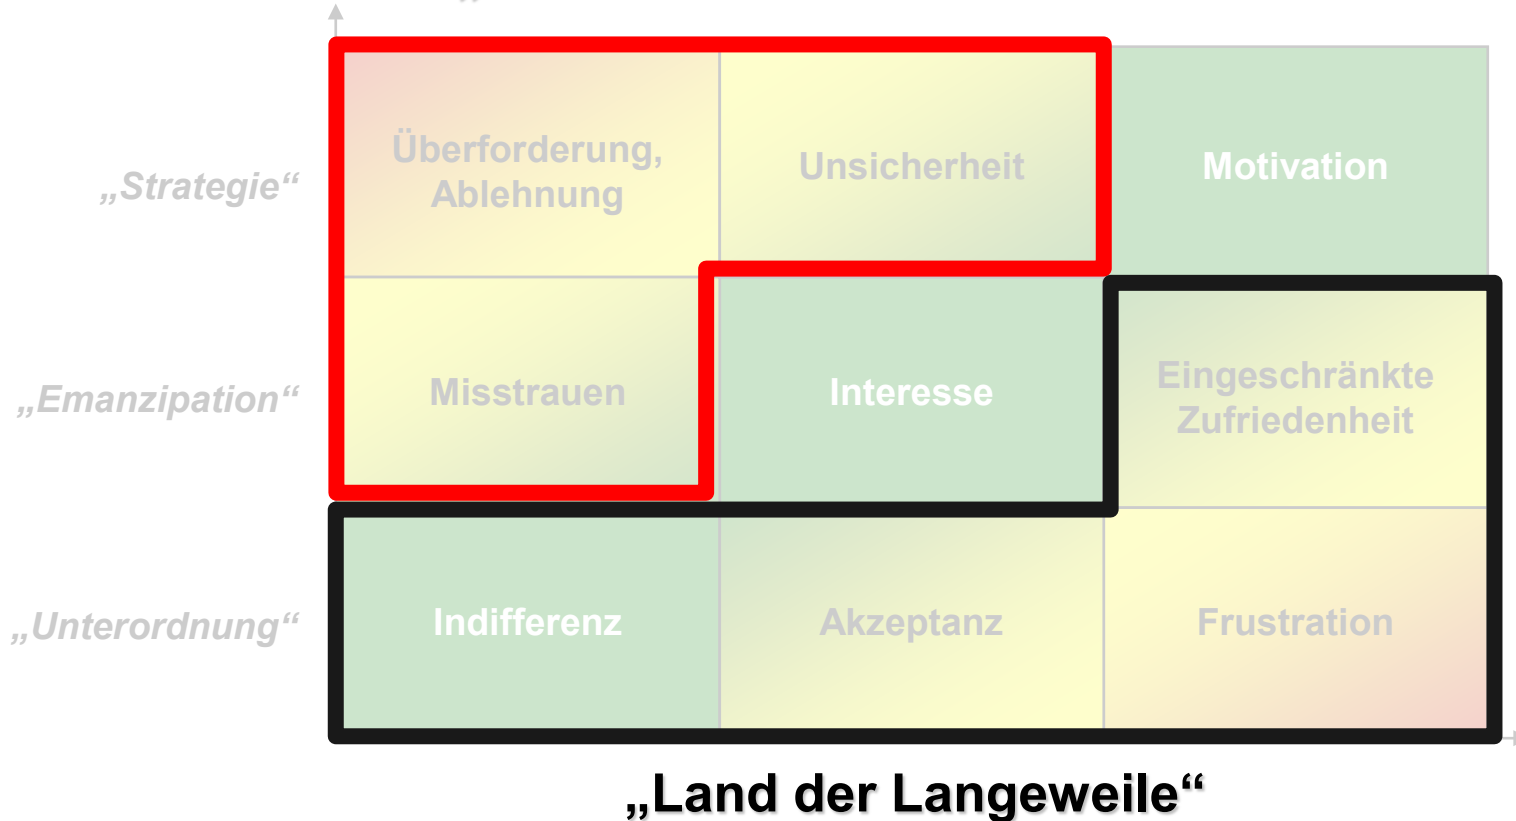 „Strategie“
Überforderung,
Ablehnung
Unsicherheit
Motivation
„Emanzipation“
Misstrauen
Interesse
Eingeschränkte
Zufriedenheit
„Unterordnung“
Indifferenz
Akzeptanz
Frustration
„Land der Langeweile“